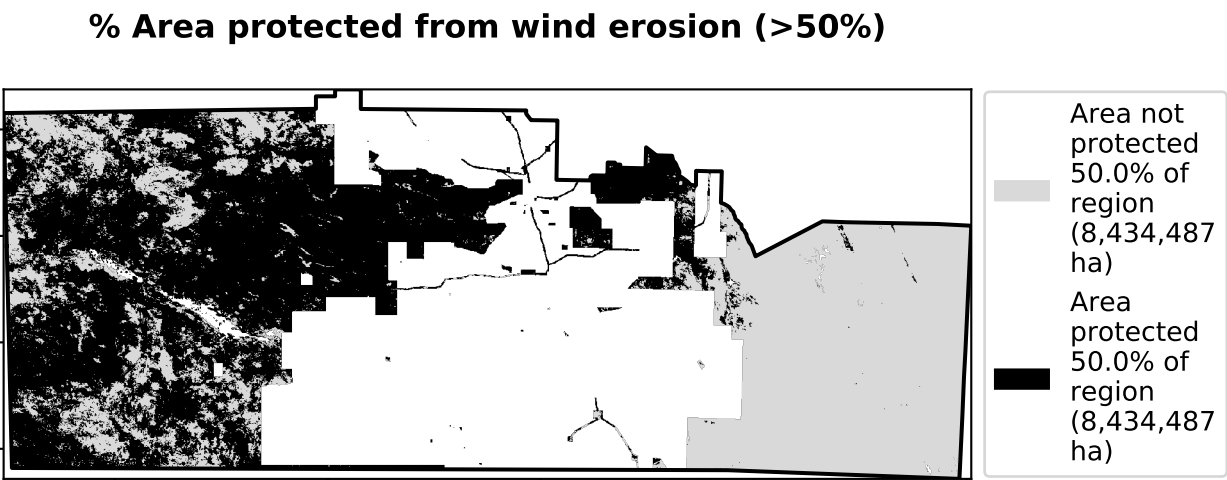 % Area protected from wind erosion (>50%)
Area not
protected
50.0% of
region
(8,434,487
ha)
Area
protected
50.0% of
region
(8,434,487
ha)